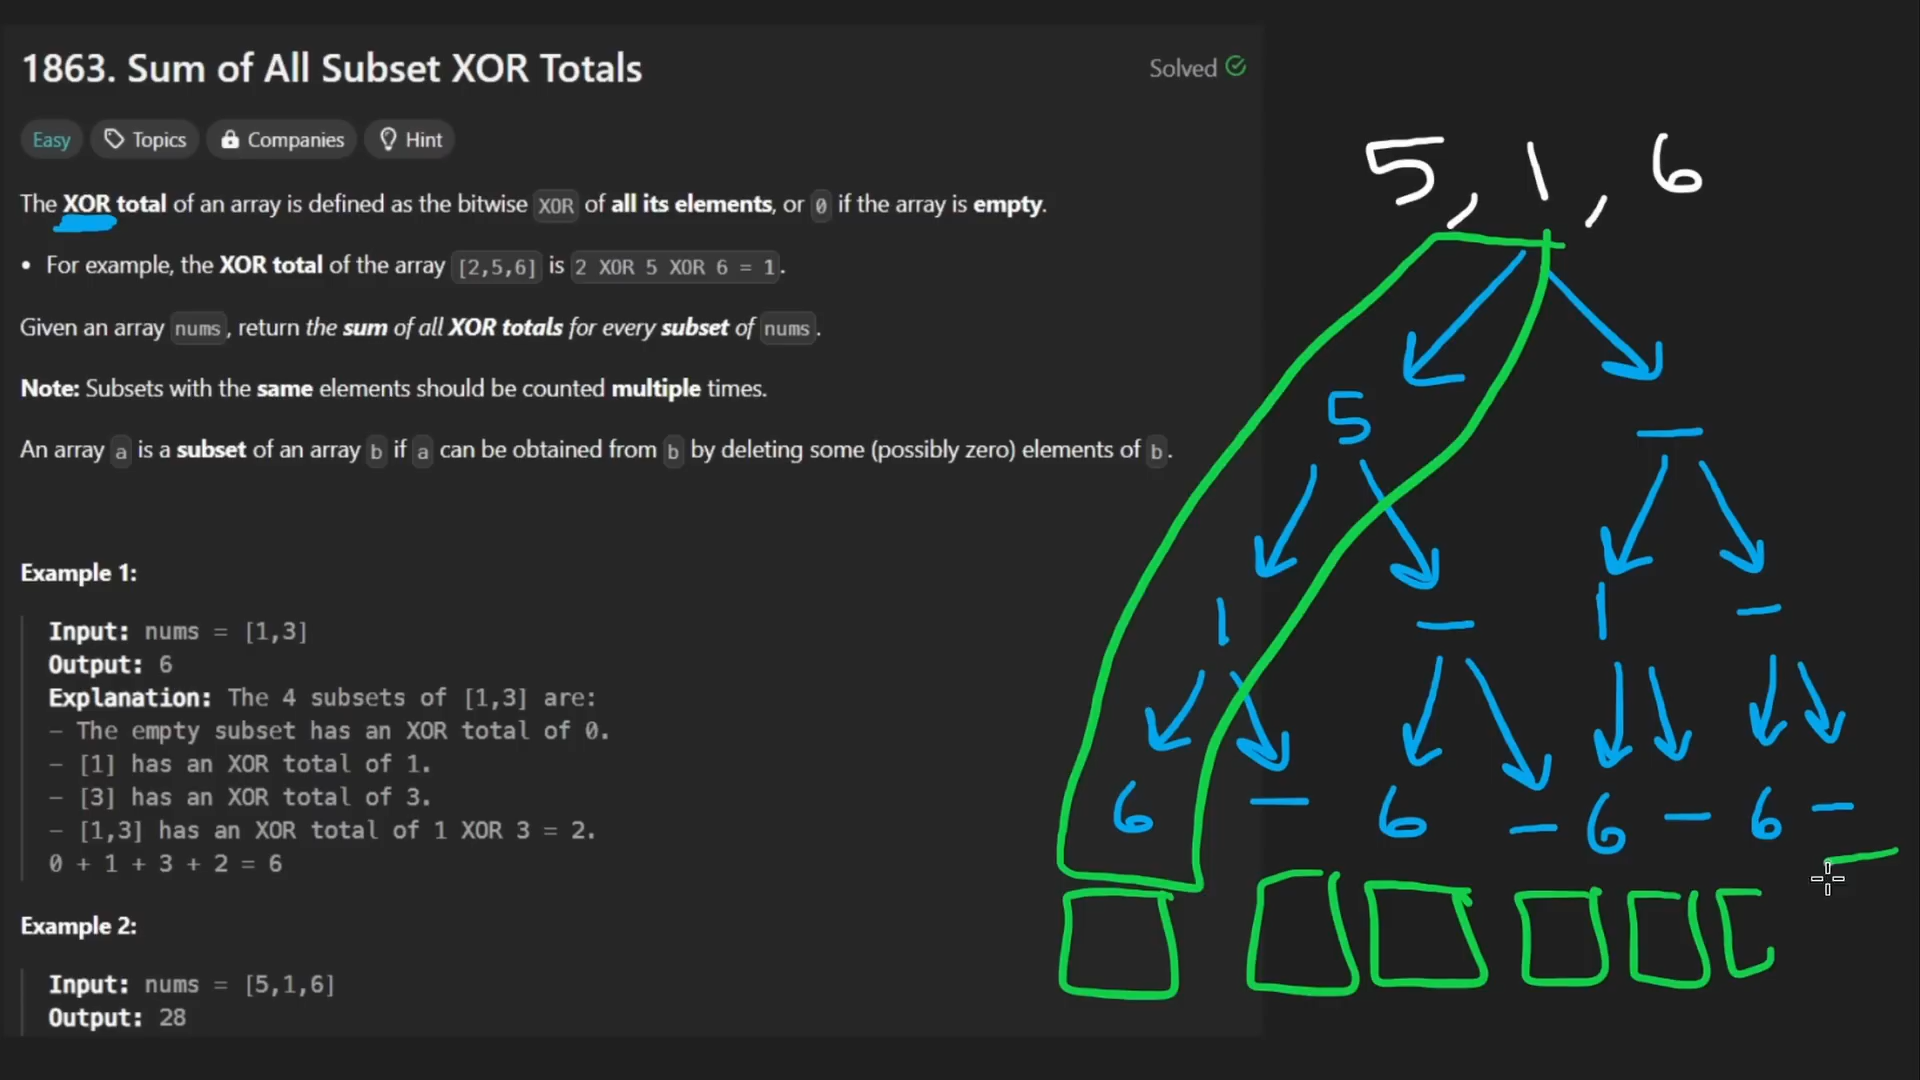 1863. Sum of All Subset XOR Totals
Solved
Easy
Topics
Companies
Hint
The XOR total of an array is defined as the bitwise XOR of all its elements, or 0 if the array is empty.
• For example, the XOR total of the array [2,5,6] is 2 XOR 5 XOR 6 = 1.
Given an array nums, return the sum of all XOR totals for every subset of nums.
Note: Subsets with the same elements should be counted multiple times.
An array a is a subset of an array b if a can be obtained from b by deleting some (possibly zero) elements of b.
Example 1:
Input: nums = [1,3]
Output: 6
Explanation: The 4 subsets of [1,3] are:
- The empty subset has an XOR total of 0.
- [1] has an XOR total of 1.
- [3] has an XOR total of 3.
- [1,3] has an XOR total of 1 XOR 3 = 2.
0 + 1 + 3 + 2 = 6
Example 2:
Input: nums = [5,1,6]
Output: 28
5, 1, 6
5 —
1 — 1 —
6 — 6 — 6 — 6 —